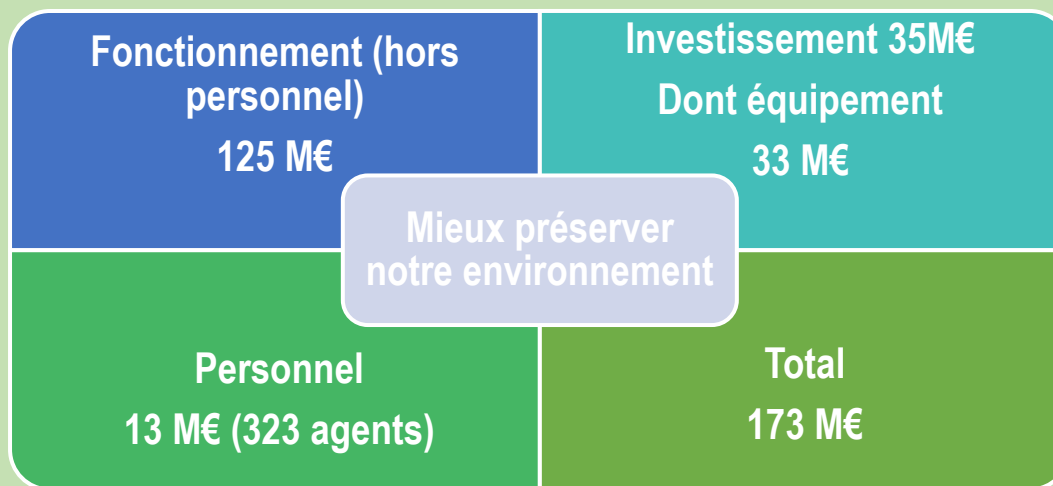 Fonctionnement (hors
personnel)
125 M€
Investissement 35M€
Dont équipement
33 M€
Mieux préserver
notre environnement
Personnel
13 M€ (323 agents)
Total
173 M€